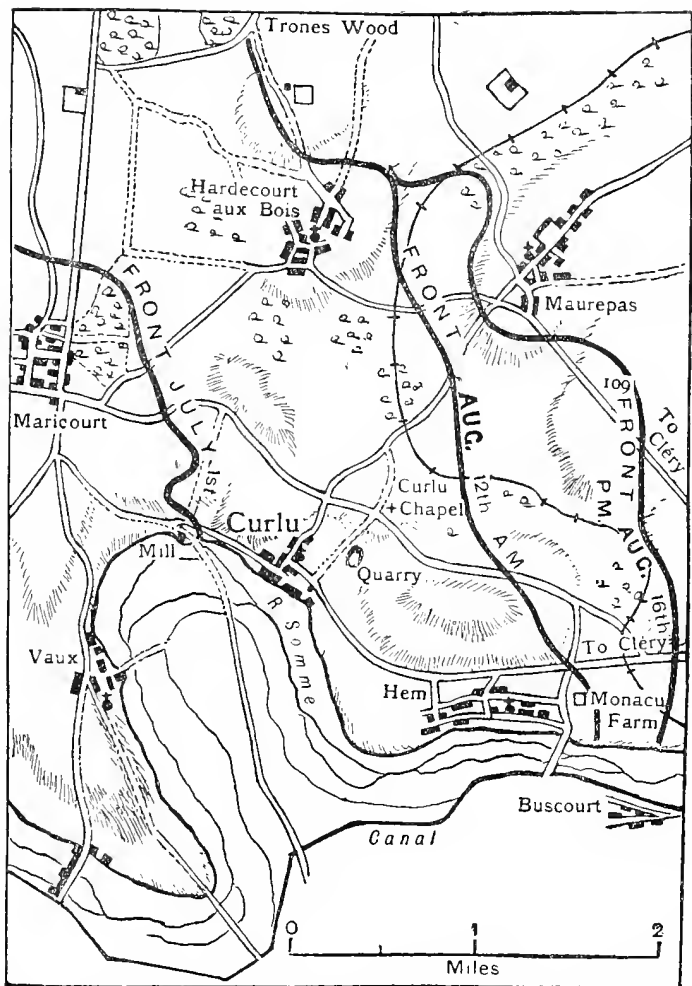 Trones Wood
Hardecourt
aux Bois
Maurepas
FRONT JULY 1st.
FRONT AUG. 12th AM
109
FRONT PM AUG. 16th
To Cléry
Maricourt
Curlu
Chapel
Curlu
Mill
Quarry
R Somme
Vaux
To Cléry
Hem
Monacu
Farm
Buscourt
Canal
0 1 2
Miles